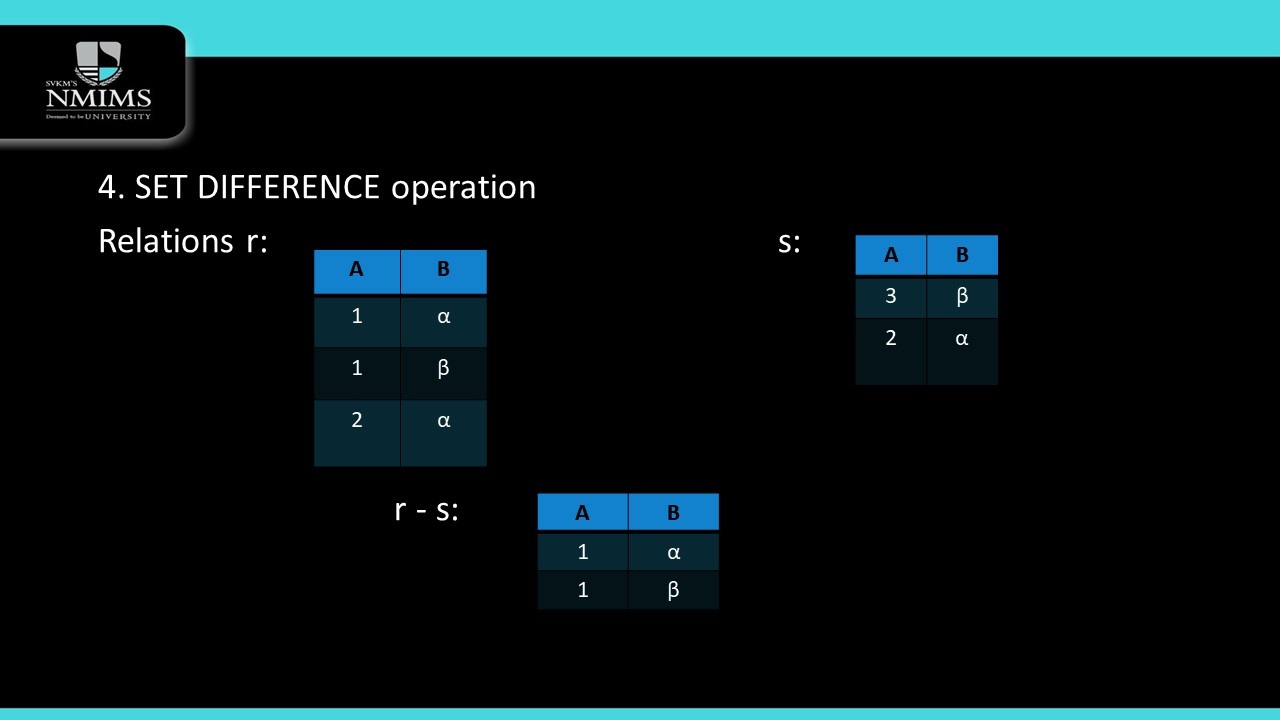 SVKM'S
NMIMS
Deemed to be UNIVERSITY
4. SET DIFFERENCE operation
Relations r:
A B
1 α
1 β
2 α
s:
A B
3 β
2 α
r - s:
A B
1 α
1 β